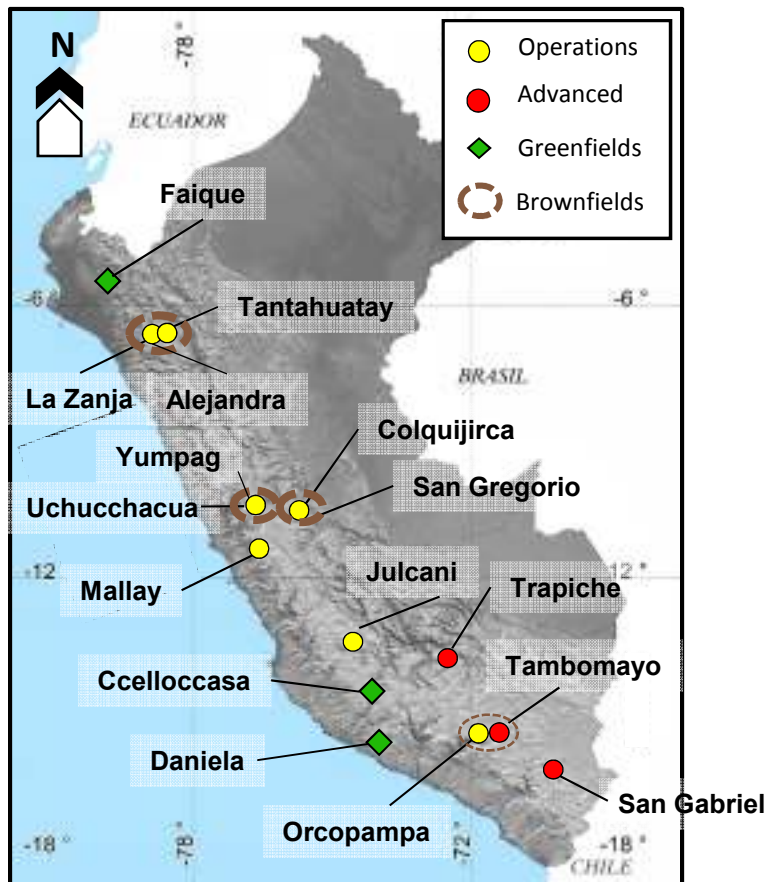 -78 °
N
Operations
Advanced
Greenfields
Brownfields
ECUADOR
Faique
-6 °
-6 °
Tantahuatay
La Zanja
Alejandra
BRASIL
Colquijirca
Yumpag
San Gregorio
Uchucchacua
-12
12 °
Mallay
Julcani
Trapiche
Ccelloccasa
Tambomayo
Daniela
San Gabriel
Orcopampa
-18 °
-78 °
-72 °
-18 °
CHILE